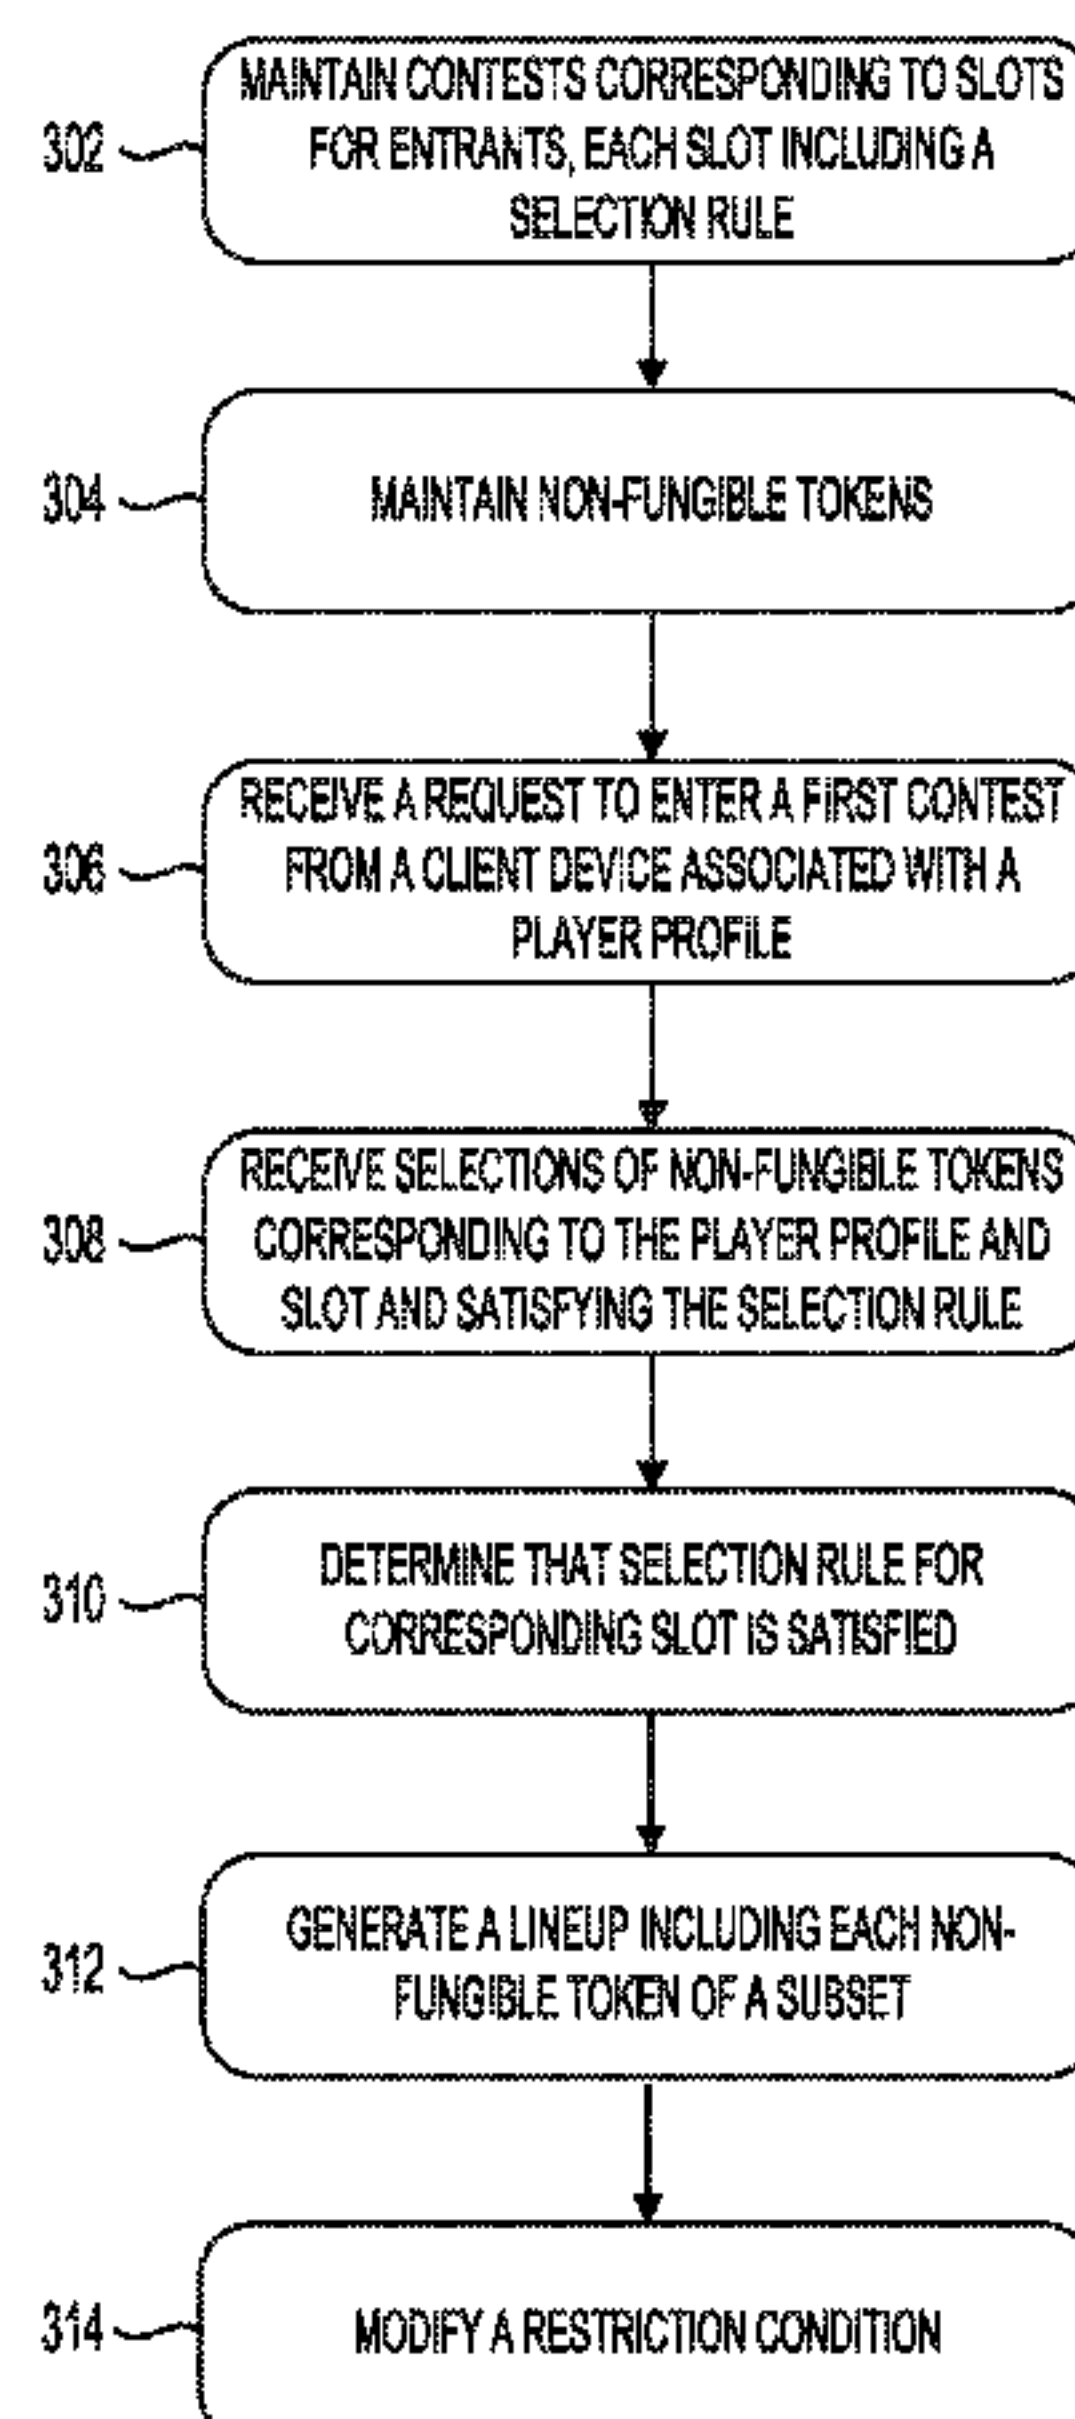 302
MAINTAIN CONTESTS CORRESPONDING TO SLOTS
FOR ENTRANTS, EACH SLOT INCLUDING A
SELECTION RULE
304
MAINTAIN NON-FUNGIBLE TOKENS
306
RECEIVE A REQUEST TO ENTER A FIRST CONTEST
FROM A CLIENT DEVICE ASSOCIATED WITH A
PLAYER PROFILE
308
RECEIVE SELECTIONS OF NON-FUNGIBLE TOKENS
CORRESPONDING TO THE PLAYER PROFILE AND
SLOT AND SATISFYING THE SELECTION RULE
310
DETERMINE THAT SELECTION RULE FOR
CORRESPONDING SLOT IS SATISFIED
312
GENERATE A LINEUP INCLUDING EACH NON-
FUNGIBLE TOKEN OF A SUBSET
314
MODIFY A RESTRICTION CONDITION